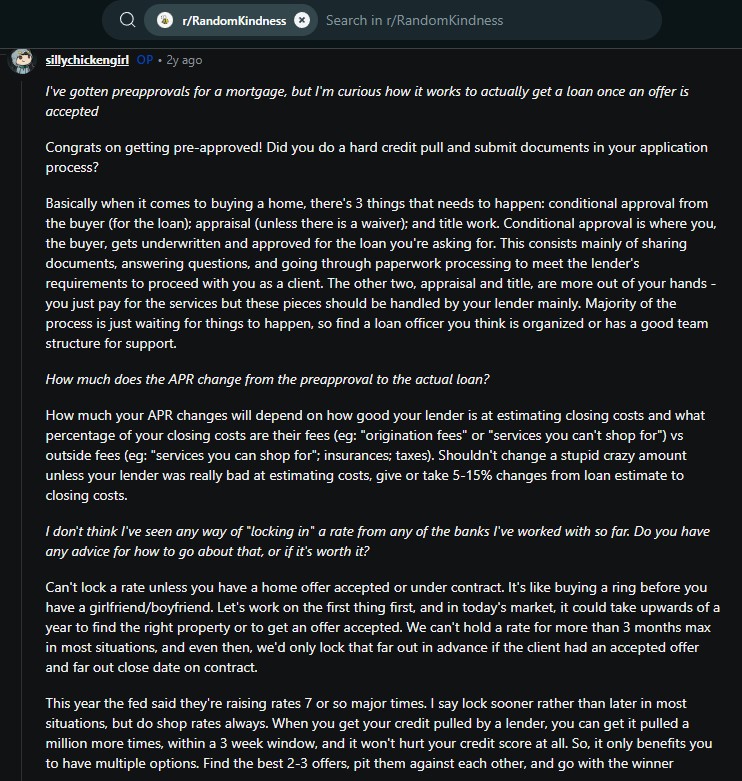 r/RandomKindness
Search in r/RandomKindness
sillychickengirl OP • 2y ago
I've gotten preapprovals for a mortgage, but I'm curious how it works to actually get a loan once an offer is
accepted
Congrats on getting pre-approved! Did you do a hard credit pull and submit documents in your application
process?
Basically when it comes to buying a home, there's 3 things that needs to happen: conditional approval from
the buyer (for the loan); appraisal (unless there is a waiver); and title work. Conditional approval is where you,
the buyer, gets underwritten and approved for the loan you're asking for. This consists mainly of sharing
documents, answering questions, and going through paperwork processing to meet the lender's
requirements to proceed with you as a client. The other two, appraisal and title, are more out of your hands -
you just pay for the services but these pieces should be handled by your lender mainly. Majority of the
process is just waiting for things to happen, so find a loan officer you think is organized or has a good team
structure for support.
How much does the APR change from the preapproval to the actual loan?
How much your APR changes will depend on how good your lender is at estimating closing costs and what
percentage of your closing costs are their fees (eg: "origination fees" or "services you can't shop for") vs
outside fees (eg: "services you can shop for"; insurances; taxes). Shouldn't change a stupid crazy amount
unless your lender was really bad at estimating costs, give or take 5-15% changes from loan estimate to
closing costs.
I don't think I've seen any way of "locking in" a rate from any of the banks I've worked with so far. Do you have
any advice for how to go about that, or if it's worth it?
Can't lock a rate unless you have a home offer accepted or under contract. It's like buying a ring before you
have a girlfriend/boyfriend. Let's work on the first thing first, and in today's market, it could take upwards of a
year to find the right property or to get an offer accepted. We can't hold a rate for more than 3 months max
in most situations, and even then, we'd only lock that far out in advance if the client had an accepted offer
and far out close date on contract.
This year the fed said they're raising rates 7 or so major times. I say lock sooner rather than later in most
situations, but do shop rates always. When you get your credit pulled by a lender, you can get it pulled a
million more times, within a 3 week window, and it won't hurt your credit score at all. So, it only benefits you
to have multiple options. Find the best 2-3 offers, pit them against each other, and go with the winner